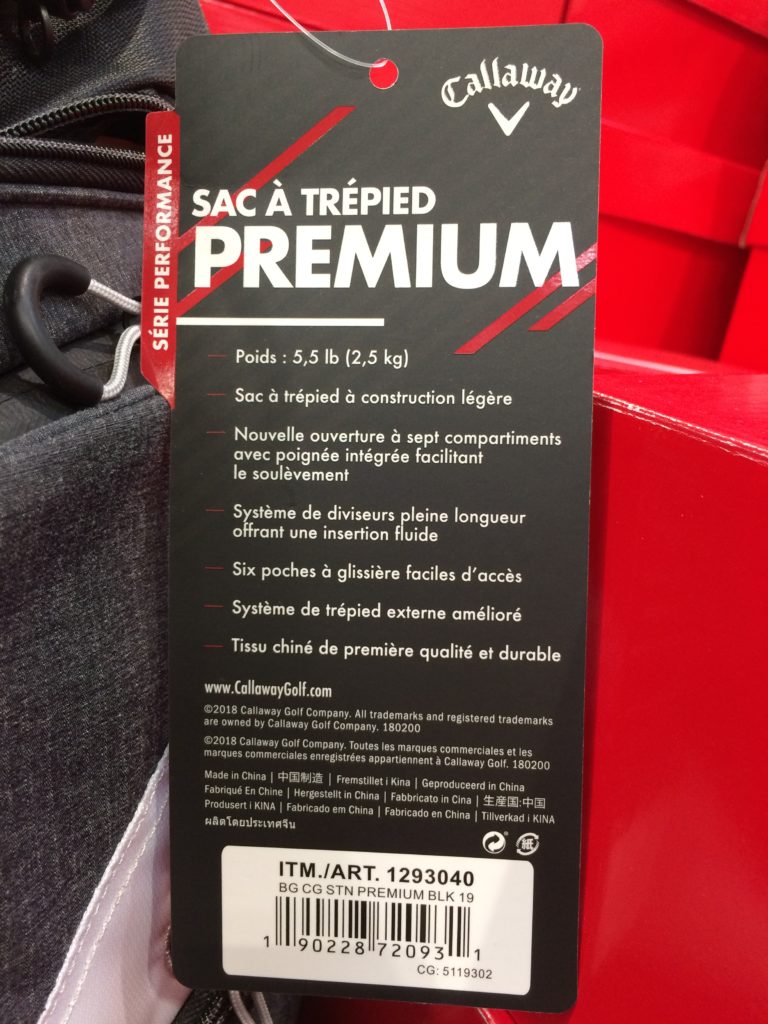 Callaway
SÉRIE PERFORMANCE
SAC À TRÉPIED
PREMIUM
Poids : 5,5 lb (2,5 kg)
Sac à trépied à construction légère
Nouvelle ouverture à sept compartiments
avec poignée intégrée facilitant
le soulèvement
Système de diviseurs pleine longueur
offrant une insertion fluide
Six poches à glissière faciles d'accès
Système de trépied externe amélioré
Tissu chiné de première qualité et durable
www.CallawayGolf.com
©2018 Callaway Golf Company. All trademarks and registered trademarks
are owned by Callaway Golf Company. 180200
©2018 Callaway Golf Company. Toutes les marques commerciales et les
marques commerciales enregistrées appartiennent à Callaway Golf. 180200
Made in China | 中国制造 | Fremstillet i Kina | Geproduceerd in China
Fabriqué En Chine | Hergestellt in China | Fabbricato in Cina | 生産国:中国
Produsert i KINA | Fabricado em China | Fabricado en China | Tillverkad i KINA
ผลิตโดยประเทศจีน
紙
ITM./ART. 1293040
BG CG STN PREMIUM BLK 19
1 90228 72093 1
CG: 5119302